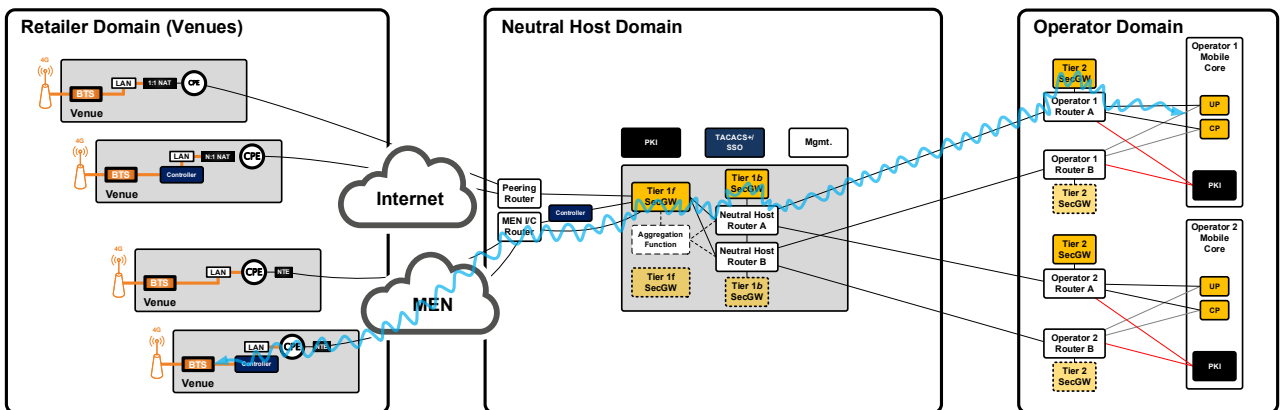 Retailer Domain (Venues)
4G
BTS
LAN
1:1 NAT
CPE
Venue
4G
BTS
LAN
N:1 NAT
CPE
Controller
Venue
4G
BTS
LAN
CPE
NTE
Venue
4G
BTS
LAN
CPE
NTE
Controller
Venue
Internet
MEN
Neutral Host Domain
Peering
Router
MEN I/C
Router
Controller
PKI
TACACS+/
SSO
Mgmt.
Tier 1f
SecGW
Aggregation
Function
Tier 1f
SecGW
Tier 1b
SecGW
Neutral Host
Router A
Neutral Host
Router B
Tier 1b
SecGW
Operator Domain
Tier 2
SecGW
Operator 1
Router A
Operator 1
Router B
Tier 2
SecGW
Operator 1
Mobile
Core
UP
CP
PKI
Tier 2
SecGW
Operator 2
Router A
Operator 2
Router B
Tier 2
SecGW
Operator 2
Mobile
Core
UP
CP
PKI